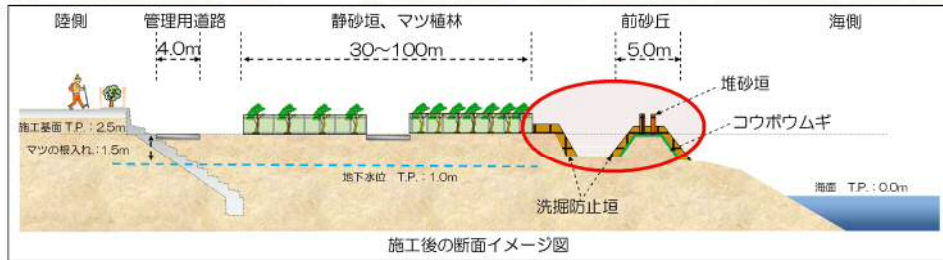 陸側
管理用道路
4.0m
静砂垣、マツ植林
30～100m
前砂丘
5.0m
海側
堆砂垣
コウボウムギ
施工基面 T.P.：2.5m
マツの根入れ：1.5m
地下水位 T.P.：1.0m
洗掘防止垣
海面 T.P.：0.0m
施工後の断面イメージ図